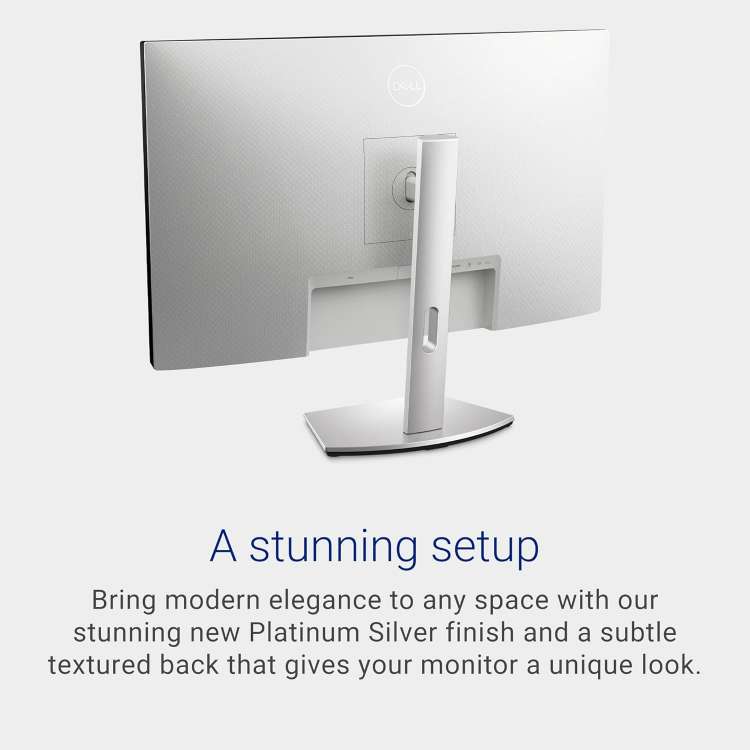 DELL
A stunning setup
Bring modern elegance to any space with our
stunning new Platinum Silver finish and a subtle
textured back that gives your monitor a unique look.